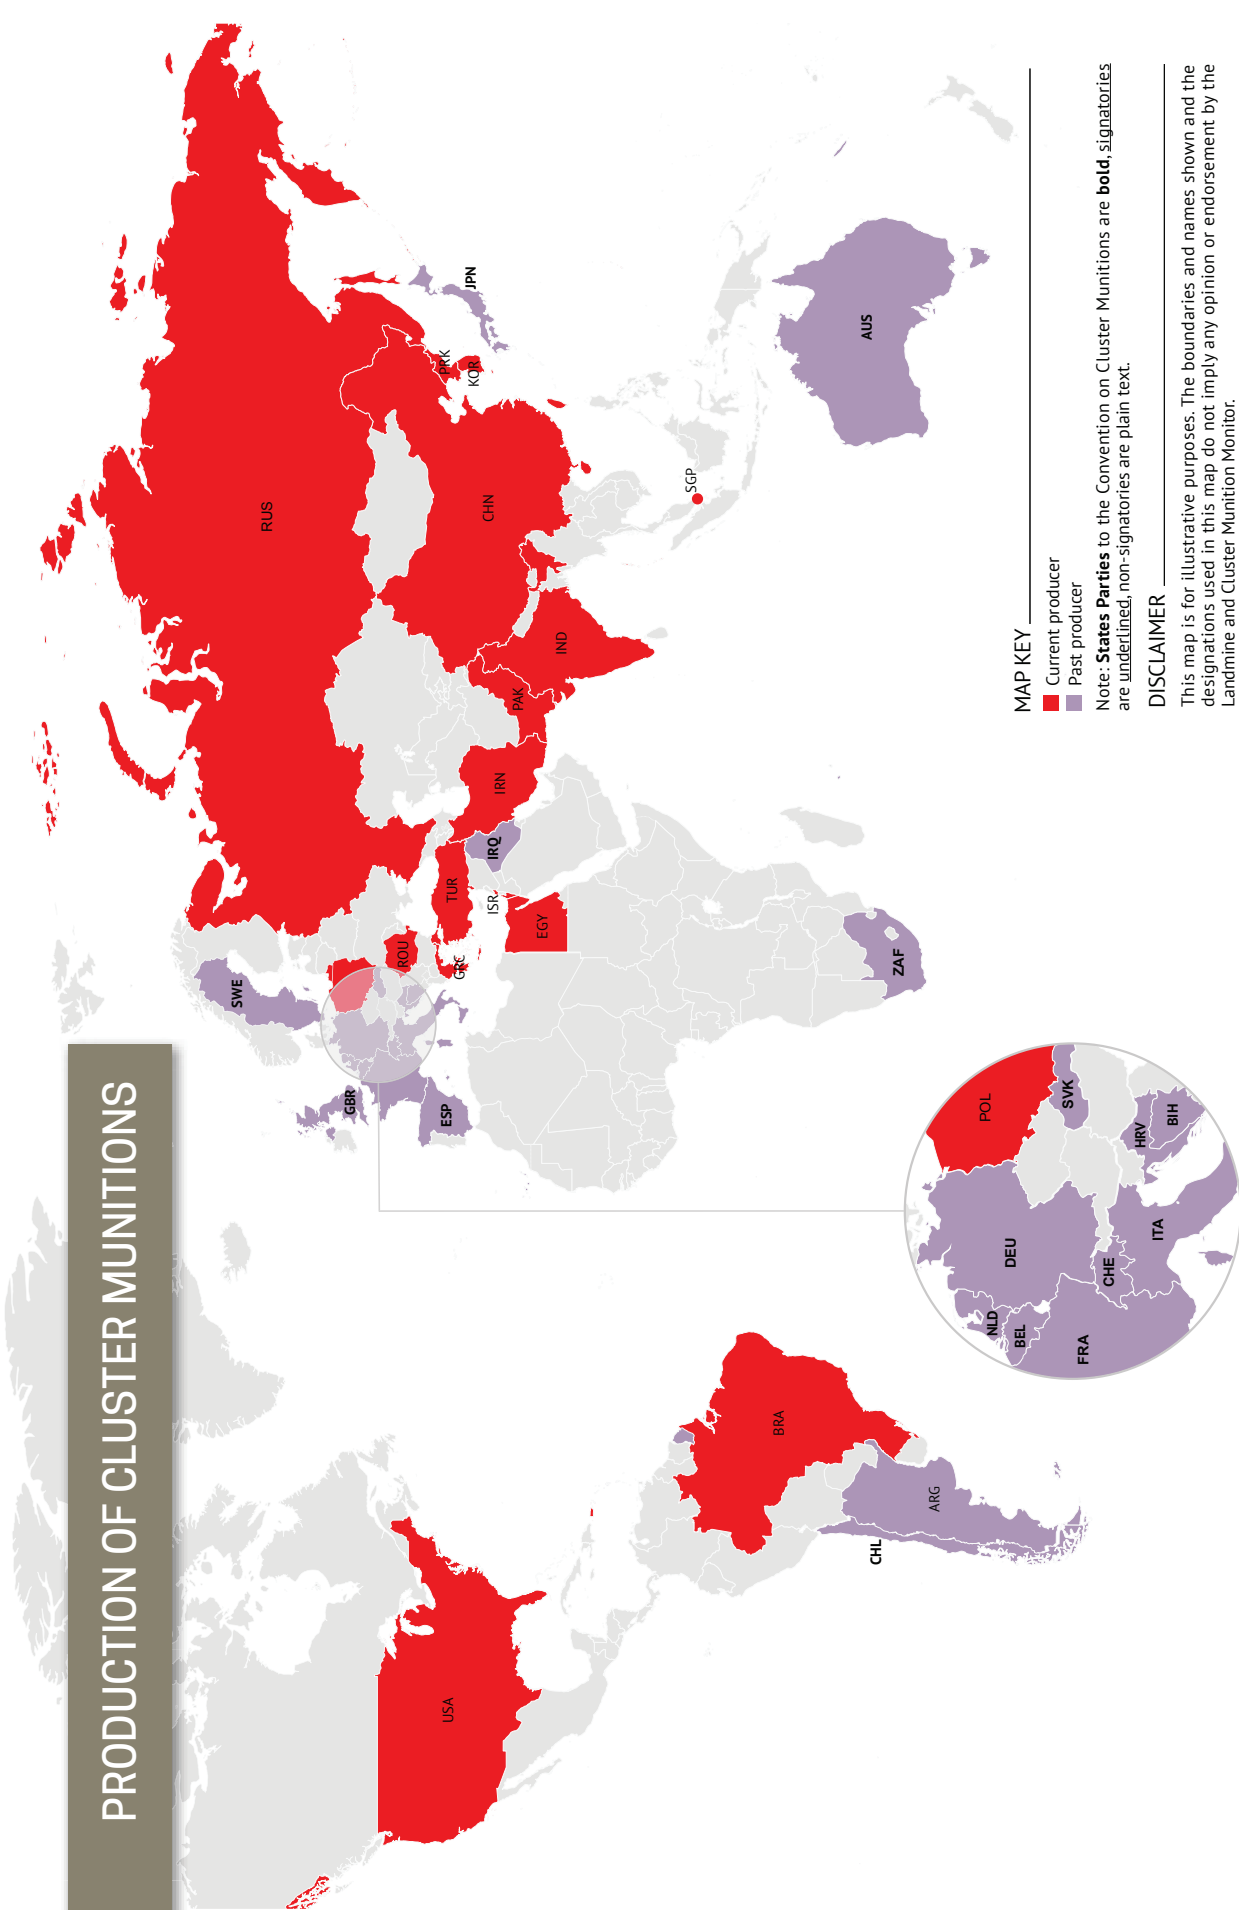 PRODUCTION OF CLUSTER MUNITIONS
USA
BRA
CHL
ARG
GBR
ESP
SWE
ROU
GRC
TUR
ISR
EGY
IRQ
IRN
ZAF
RUS
PAK
IND
CHN
SGP
PRK
KOR
JPN
AUS
POL
SVK
HRV
BIH
DEU
ITA
CHE
NLD
BEL
FRA
MAP KEY
Current producer
Past producer
Note: States Parties to the Convention on Cluster Munitions are bold, signatories
are underlined, non-signatories are plain text.
DISCLAIMER
This map is for illustrative purposes. The boundaries and names shown and the
designations used in this map do not imply any opinion or endorsement by the
Landmine and Cluster Munition Monitor.